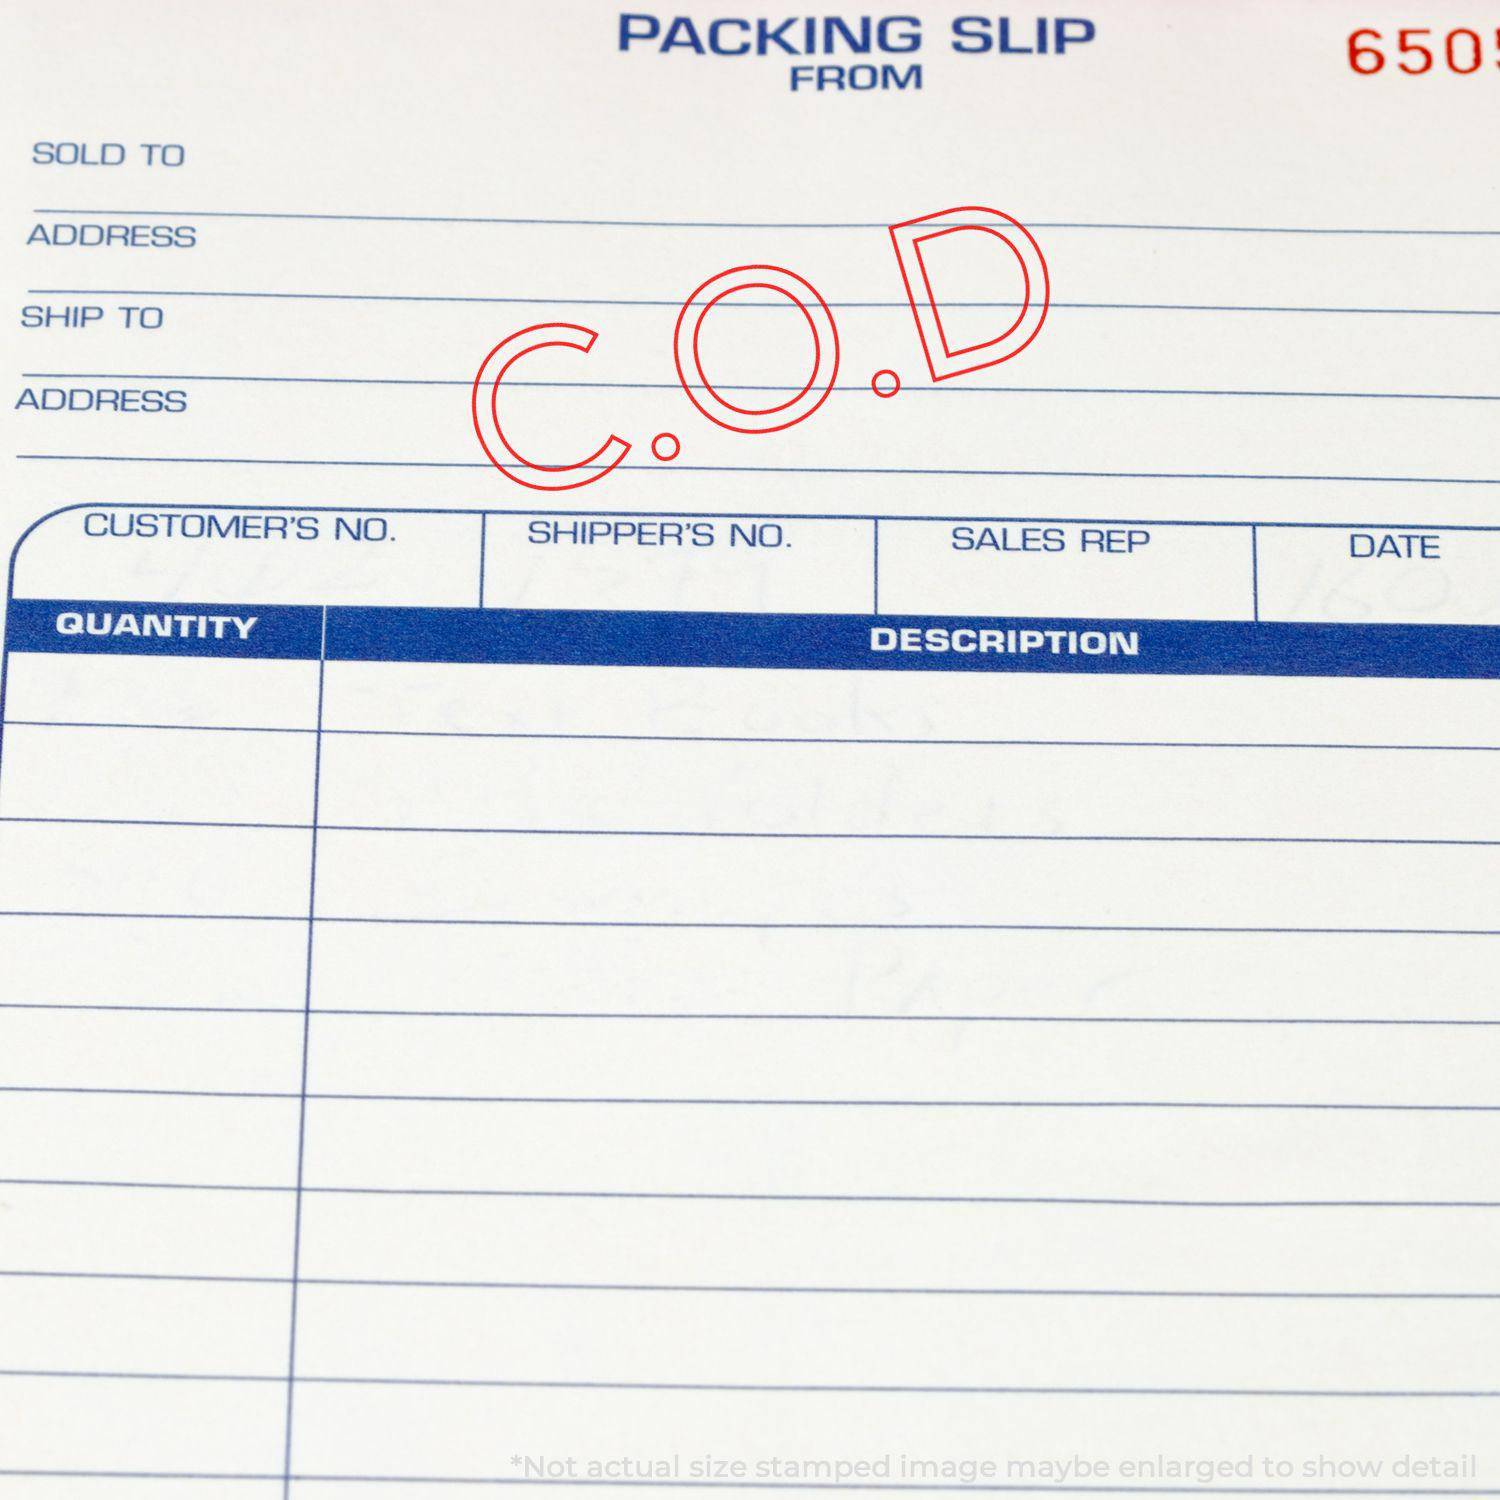 PACKING SLIP
FROM
SOLD TO
ADDRESS
SHIP TO
ADDRESS
C.O.D
CUSTOMER'S NO. SHIPPER'S NO. SALES REP DATE
QUANTITY DESCRIPTION
*Not actual size stamped image maybe enlarged to show detail